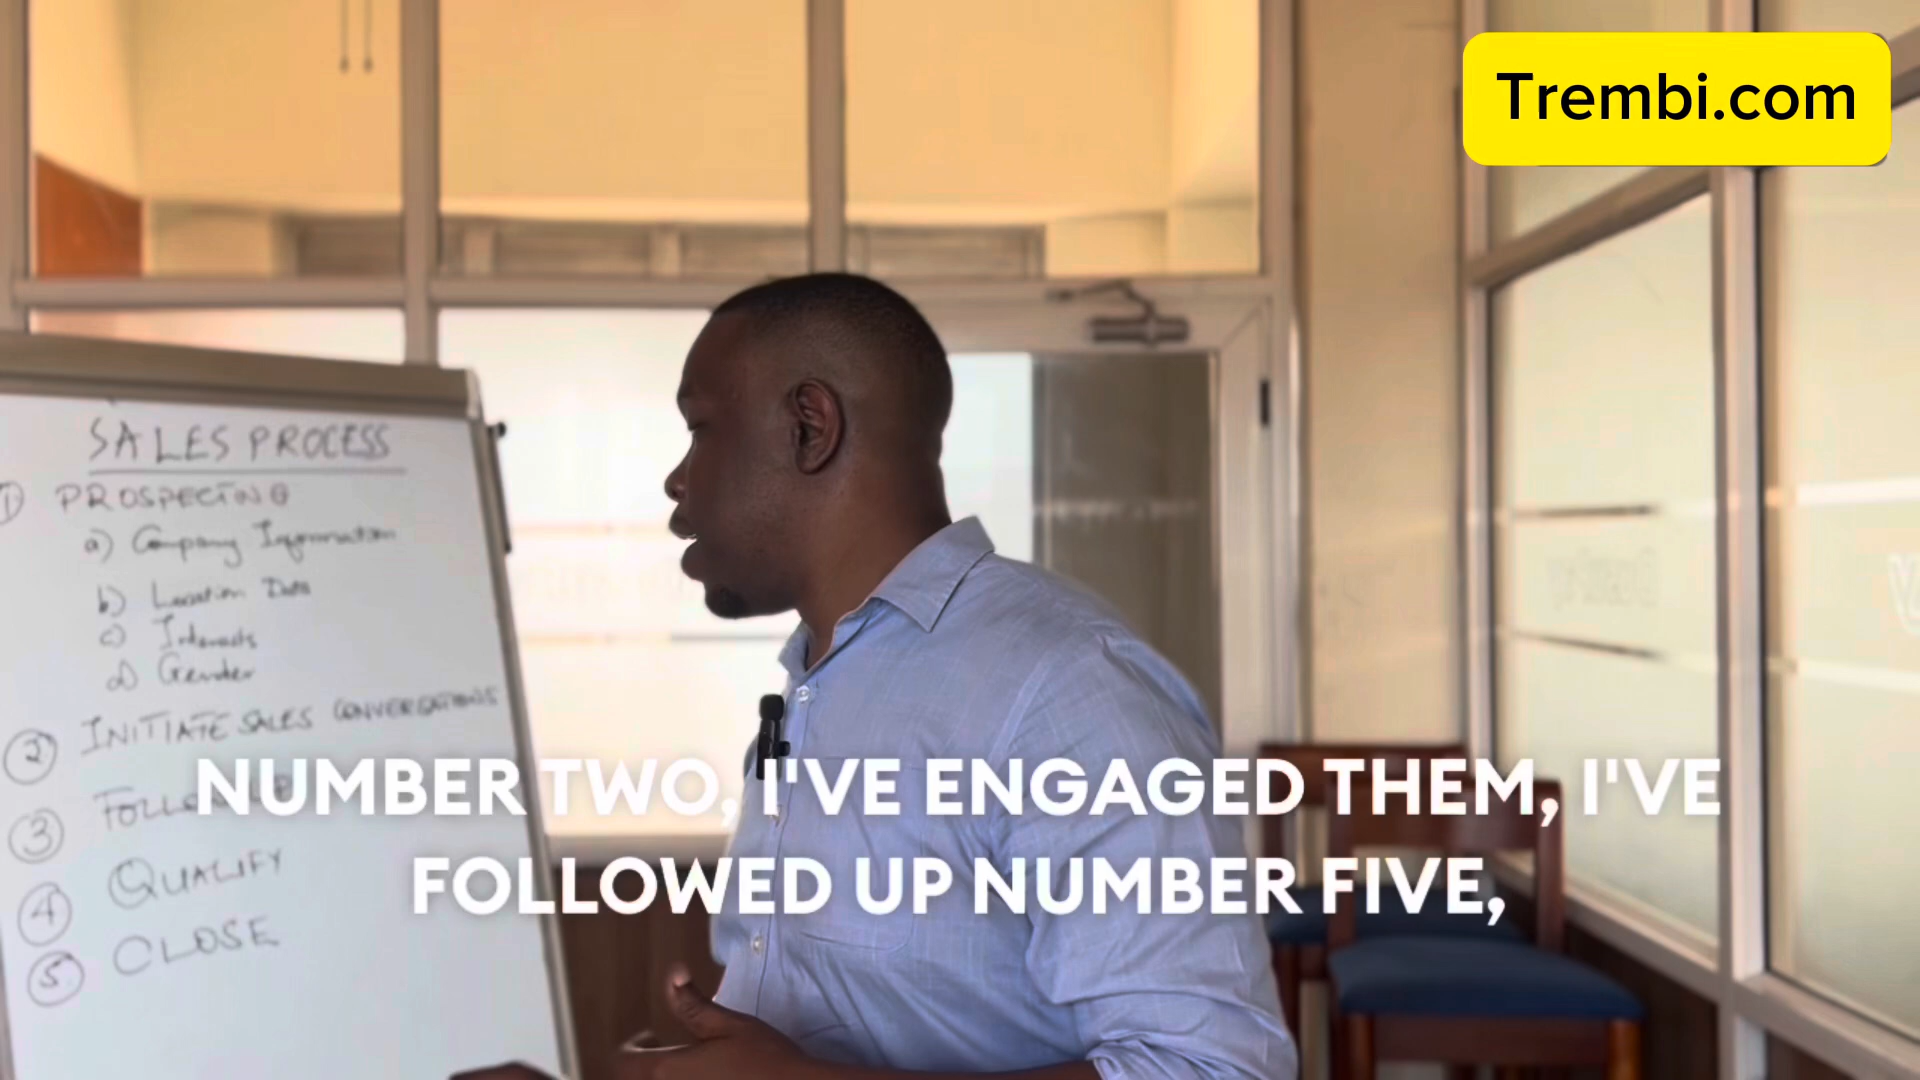 Trembi.com
SALES PROCESS
1 PROSPECTING
a) Company Information
b) Location Data
c) Interests
d) Gender
2 INITIATE SALES CONVERSATIONS
3
4 QUALIFY
5. CLOSE
NUMBER TWO, I'VE ENGAGED THEM, I'VE
FOLLOWED UP NUMBER FIVE,